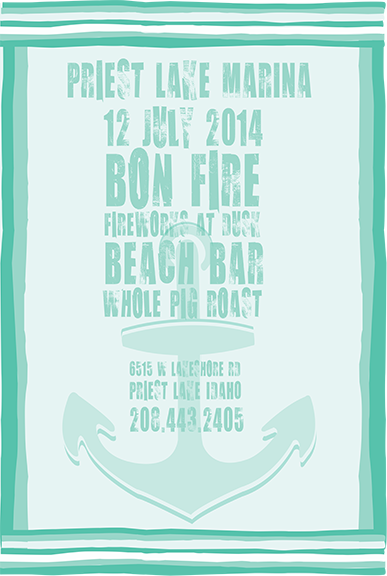 PRIEST LAKE MARINA
12 JULY 2014
BON FIRE
FIREWORKS AT DUSK
BEACH BAR
WHOLE PIG ROAST
6515 W LAKESHORE RD
PRIEST LAKE IDAHO
208.443.2405